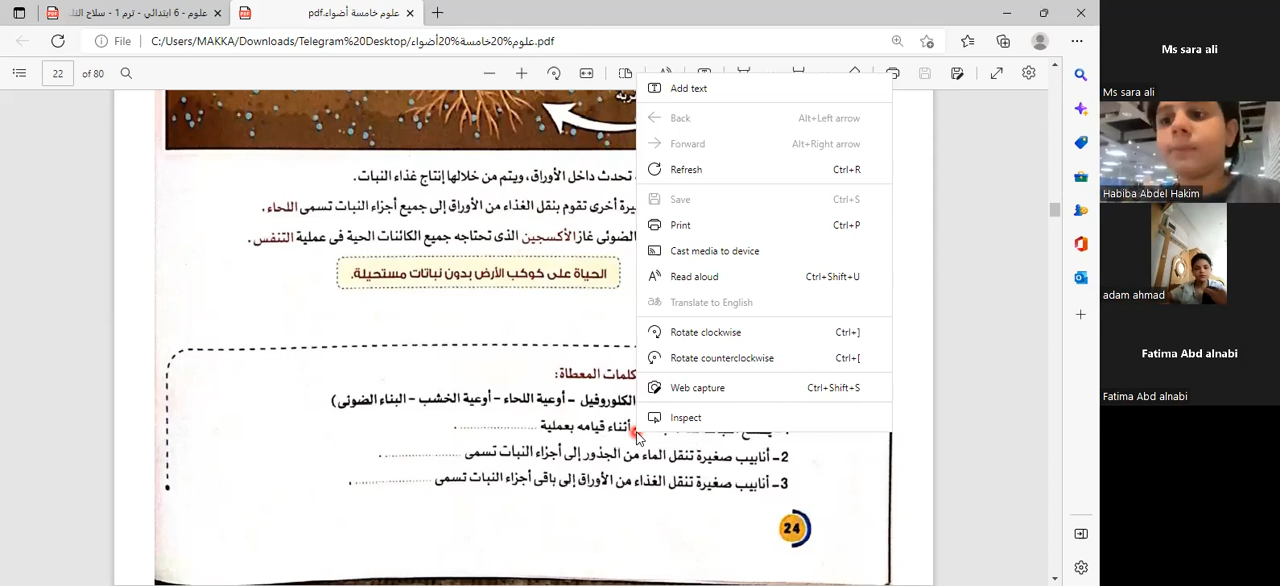 علوم - 6 ابتدائي - ترم 1 - سلاح التل
علوم خامسة أضواء.pdf
File
C:/Users/MAKKA/Downloads/Telegram%20Desktop/علوم%20خامسة%20أضواء.pdf
22
of 80
Add text
Back Alt+Left arrow
Forward Alt+Right arrow
Refresh Ctrl+R
Save Ctrl+S
Print Ctrl+P
Cast media to device
Read aloud Ctrl+Shift+U
Translate to English
Rotate clockwise Ctrl+]
Rotate counterclockwise Ctrl+[
Web capture Ctrl+Shift+S
Inspect
تحدث داخل الأوراق، ويتم من خلالها إنتاج غذاء النبات.
يرة أخرى تقوم بنقل الغذاء من الأوراق إلى جميع أجزاء النبات تسمى اللحاء.
الضوئى غاز الأكسجين الذى تحتاجه جميع الكائنات الحية فى عملية التنفس.
الحياة على كوكب الأرض بدون نباتات مستحيلة.
كلمات المعطاة:
الكلوروفيل - أوعية اللحاء - أوعية الخشب - البناء الضوئى)
أثناء قيامه بعملية ....................
2- أنابيب صغيرة تنقل الماء من الجذور إلى أجزاء النبات تسمى ....................
3- أنابيب صغيرة تنقل الغذاء من الأوراق إلى باقى أجزاء النبات تسمى ....................
24
Ms sara ali
Ms sara ali
Habiba Abdel Hakim
adam ahmad
Fatima Abd alnabi
Fatima Abd alnabi